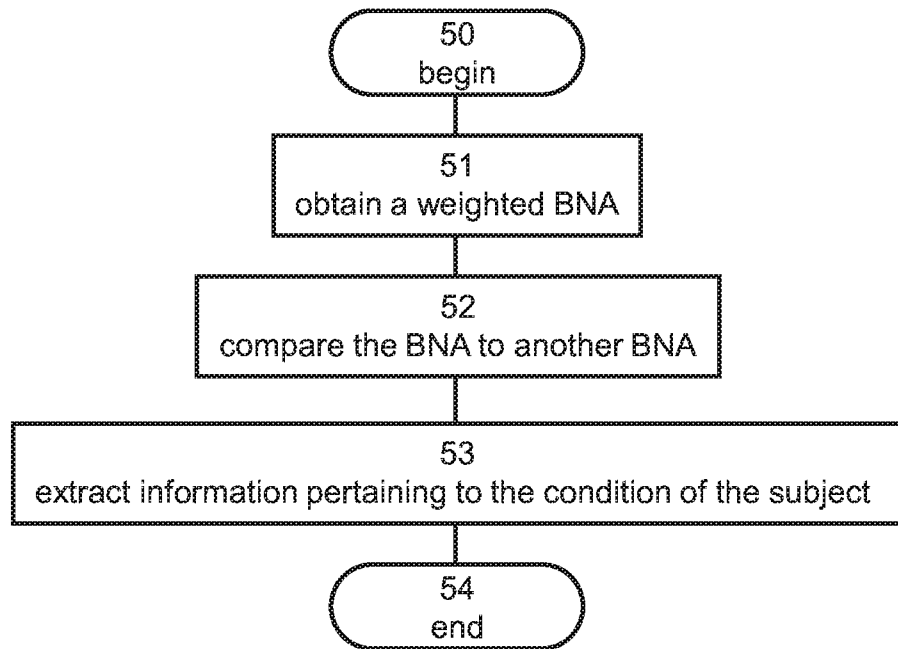 50
begin
51
obtain a weighted BNA
52
compare the BNA to another BNA
53
extract information pertaining to the condition of the subject
54
end